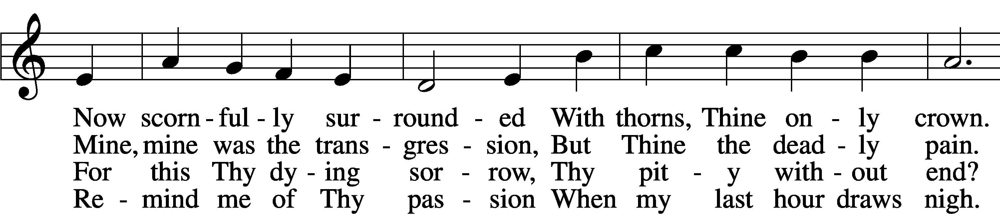 Now scorn - ful - ly sur - round - ed With thorns, Thine on - ly crown.
Mine, mine was the trans - gres - sion, But Thine the dead - ly pain.
For this Thy dy - ing sor - row, Thy pit - y with - out end?
Re - mind me of Thy pas - sion When my last hour draws nigh.